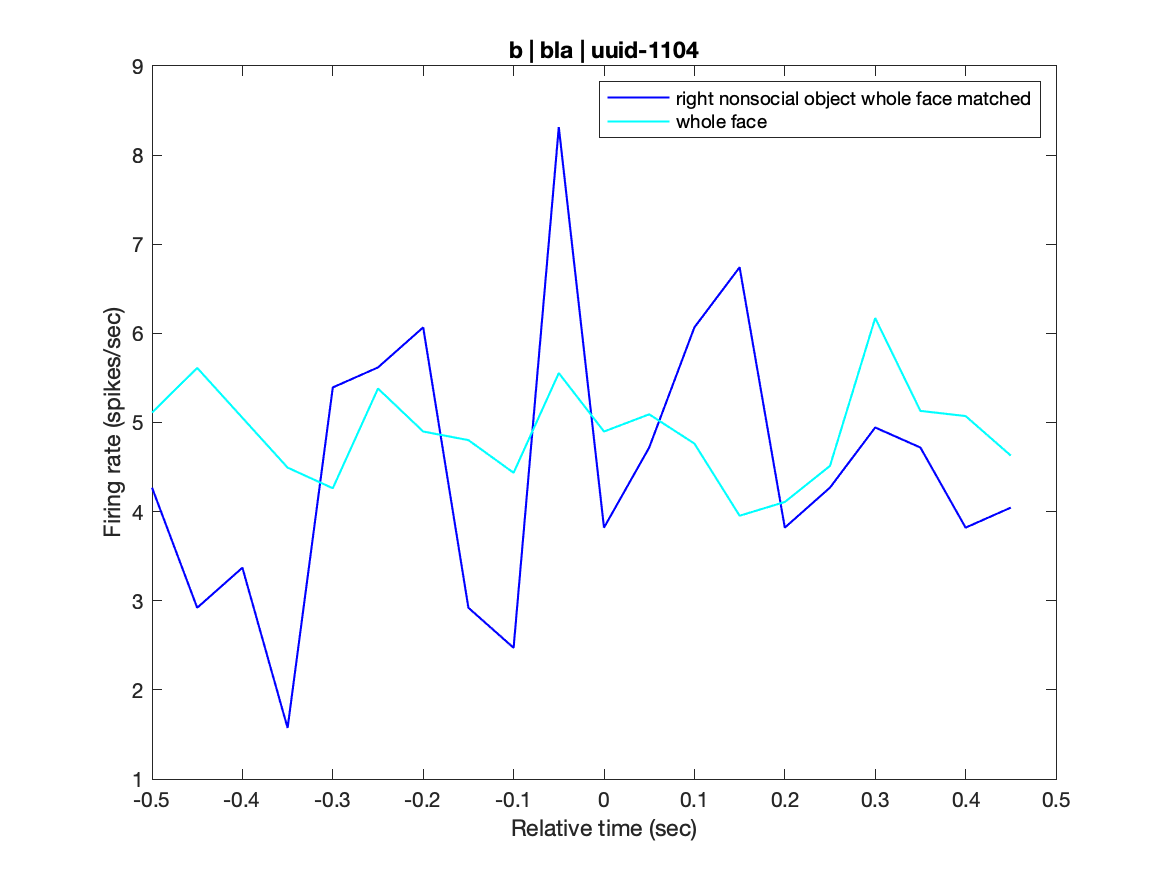 b | bla | uuid-1104
right nonsocial object whole face matched
whole face
Firing rate (spikes/sec)
9
8
7
6
5
4
3
2
1
-0.5 -0.4 -0.3 -0.2 -0.1 0 0.1 0.2 0.3 0.4 0.5
Relative time (sec)